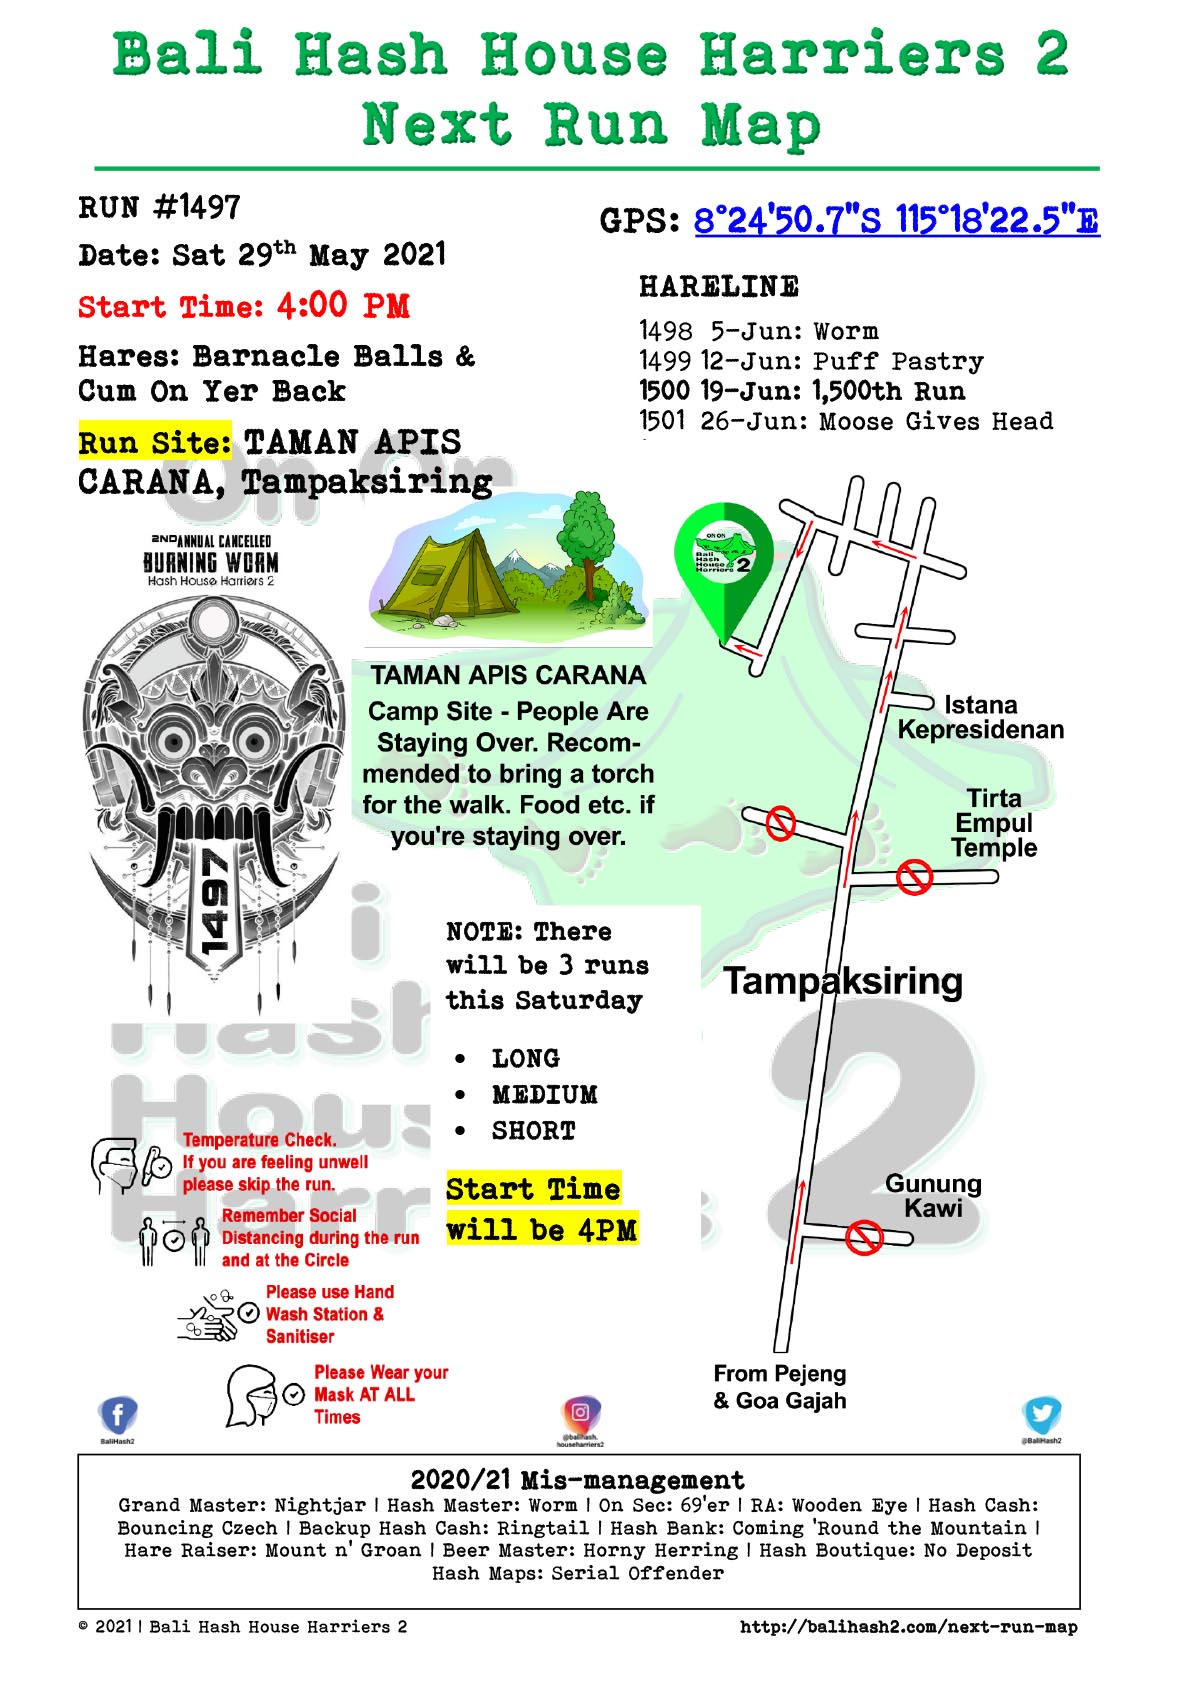 Bali Hash House Harriers 2
Next Run Map
RUN #1497
Date: Sat 29th May 2021
Start Time: 4:00 PM
Hares: Barnacle Balls &
Cum On Yer Back
Run Site: TAMAN APIS
CARANA, Tampaksiring
GPS: 8°24'50.7"S 115°18'22.5"E
HARELINE
1498 5-Jun: Worm
1499 12-Jun: Puff Pastry
1500 19-Jun: 1,500th Run
1501 26-Jun: Moose Gives Head
On On
2ND ANNUAL CANCELLED
BURNING WORM
Hash House Harriers 2
1497
TAMAN APIS CARANA
Camp Site - People Are
Staying Over. Recom-
mended to bring a torch
for the walk. Food etc. if
you're staying over.
ON ON
Bali
Hash
House
Harriers 2
Istana
Kepresidenan
Tirta
Empul
Temple
Tampaksiring
Gunung
Kawi
From Pejeng
& Goa Gajah
NOTE: There
will be 3 runs
this Saturday
• LONG
• MEDIUM
• SHORT
Start Time
will be 4PM
Hash
House
2
Temperature Check.
If you are feeling unwell
please skip the run.
Remember Social
Distancing during the run
and at the Circle
Please use Hand
Wash Station &
Sanitiser
Please Wear your
Mask AT ALL
Times
BaliHash2
@balihash.
househarriers2
@BaliHash2
2020/21 Mis-management
Grand Master: Nightjar | Hash Master: Worm | On Sec: 69'er | RA: Wooden Eye | Hash Cash:
Bouncing Czech | Backup Hash Cash: Ringtail | Hash Bank: Coming 'Round the Mountain |
Hare Raiser: Mount n' Groan | Beer Master: Horny Herring | Hash Boutique: No Deposit
Hash Maps: Serial Offender
© 2021 | Bali Hash House Harriers 2
http://balihash2.com/next-run-map